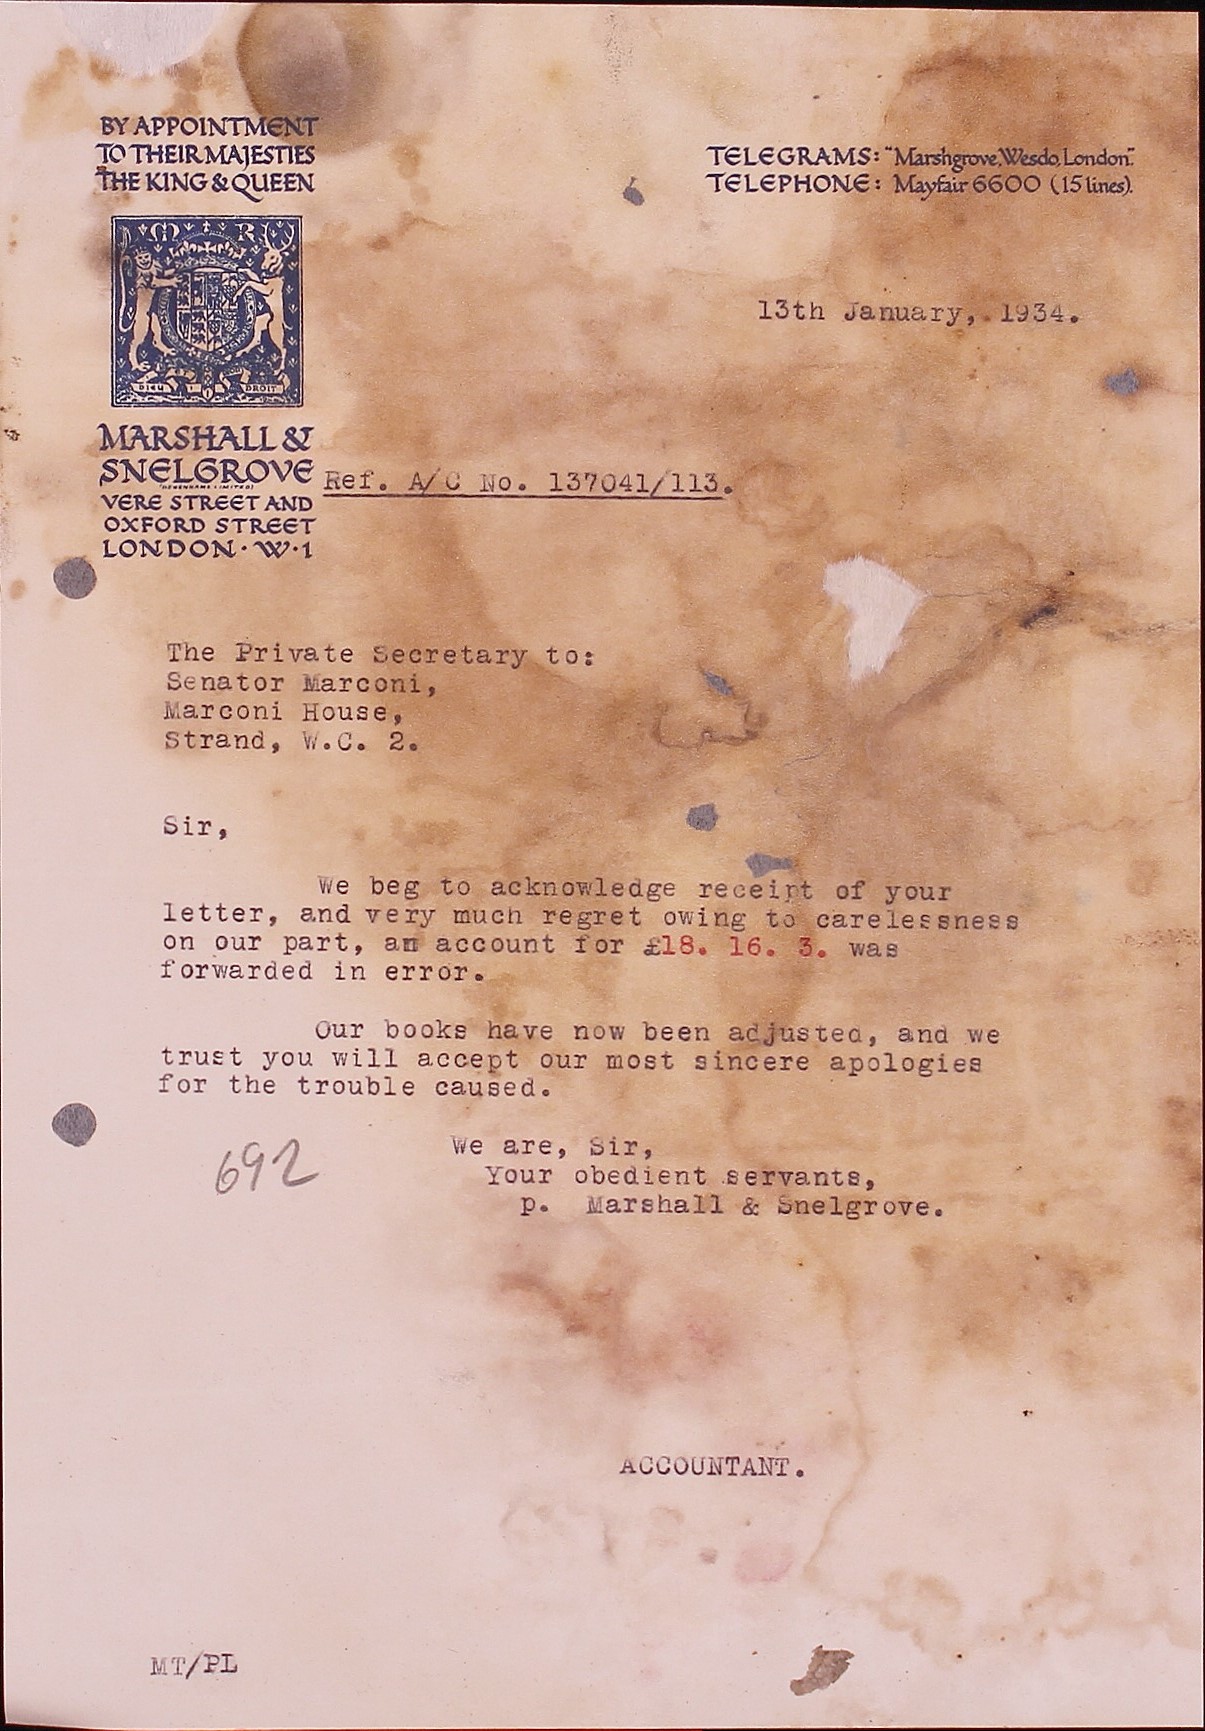 BY APPOINTMENT
TO THEIR MAJESTIES
THE KING & QUEEN
TELEGRAMS: "Marshgrove, Wesdo, London".
TELEPHONE: Mayfair 6600 (15 lines).
M R
DIEU DROIT
13th January, 1934.
MARSHALL &
SNELGROVE
(DEBENHAMS LIMITED)
VERE STREET AND
OXFORD STREET
LONDON · W · 1
Ref. A/C No. 137041/113.
The Private Secretary to:
Senator Marconi,
Marconi House,
Strand, W.C. 2.
Sir,
We beg to acknowledge receipt of your
letter, and very much regret owing to carelessness
on our part, an account for £18. 16. 3. was
forwarded in error.
Our books have now been adjusted, and we
trust you will accept our most sincere apologies
for the trouble caused.
We are, Sir,
Your obedient servants,
p. Marshall & Snelgrove.
692
ACCOUNTANT.
MT/PL